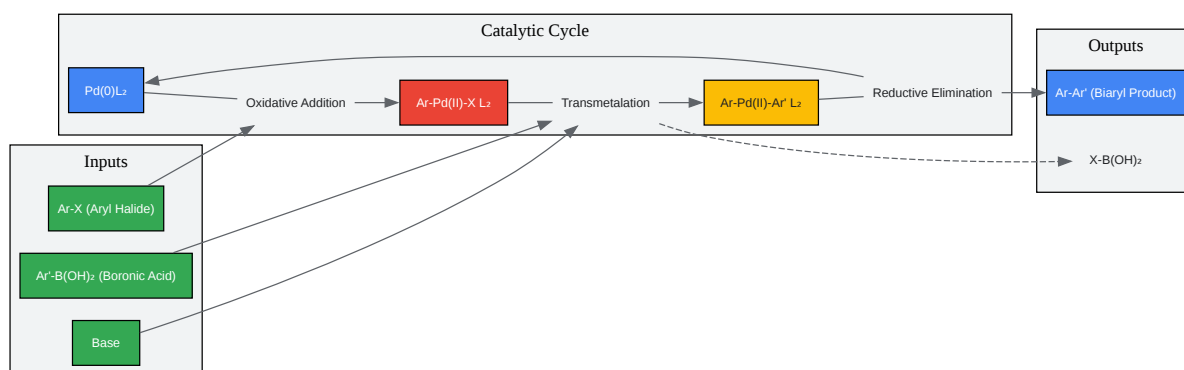 Catalytic Cycle
Outputs
Pd(0)L₂
Oxidative Addition
Ar-Pd(II)-X L₂
Transmetalation
Ar-Pd(II)-Ar' L₂
Reductive Elimination
Ar-Ar' (Biaryl Product)
X-B(OH)₂
Inputs
Ar-X (Aryl Halide)
Ar'-B(OH)₂ (Boronic Acid)
Base